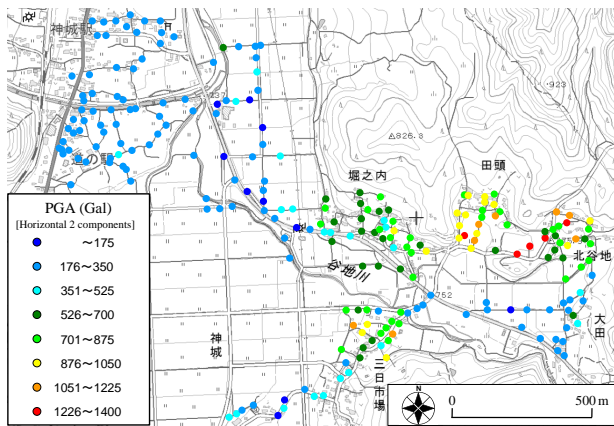 神城駅
737
・923
△826.3
道の駅
堀之内
田頭
北谷地
谷地川
752
大田
神城
三日市場
PGA (Gal)
[Horizontal 2 components]
～175
176～350
351～525
526～700
701～875
876～1050
1051～1225
1226～1400
N
0
500 m